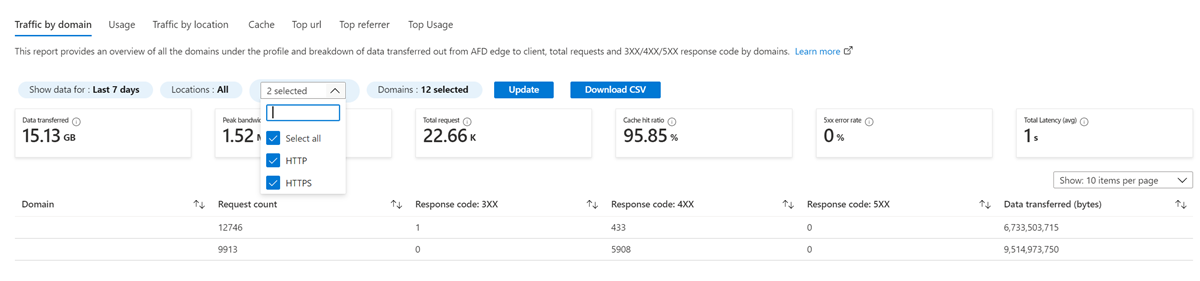 Traffic by domain Usage Traffic by location Cache Top url Top referrer Top Usage
This report provides an overview of all the domains under the profile and breakdown of data transferred out from AFD edge to client, total requests and 3XX/4XX/5XX response code by domains. Learn more
Show data for : Last 7 days Locations : All 2 selected Domains : 12 selected Update Download CSV
Data transferred Peak Total request Cache hit ratio 5xx error rate Total Latency (avg)
15.13 GB 1.52 22.66 K 95.85 % 0 % 1 s
Select all
HTTP
HTTPS
Show: 10 items per page
Domain Request count Response code: 3XX Response code: 4XX Response code: 5XX Data transferred (bytes)
12746 1 433 0 6,733,503,715
9913 0 5908 0 9,514,973,750